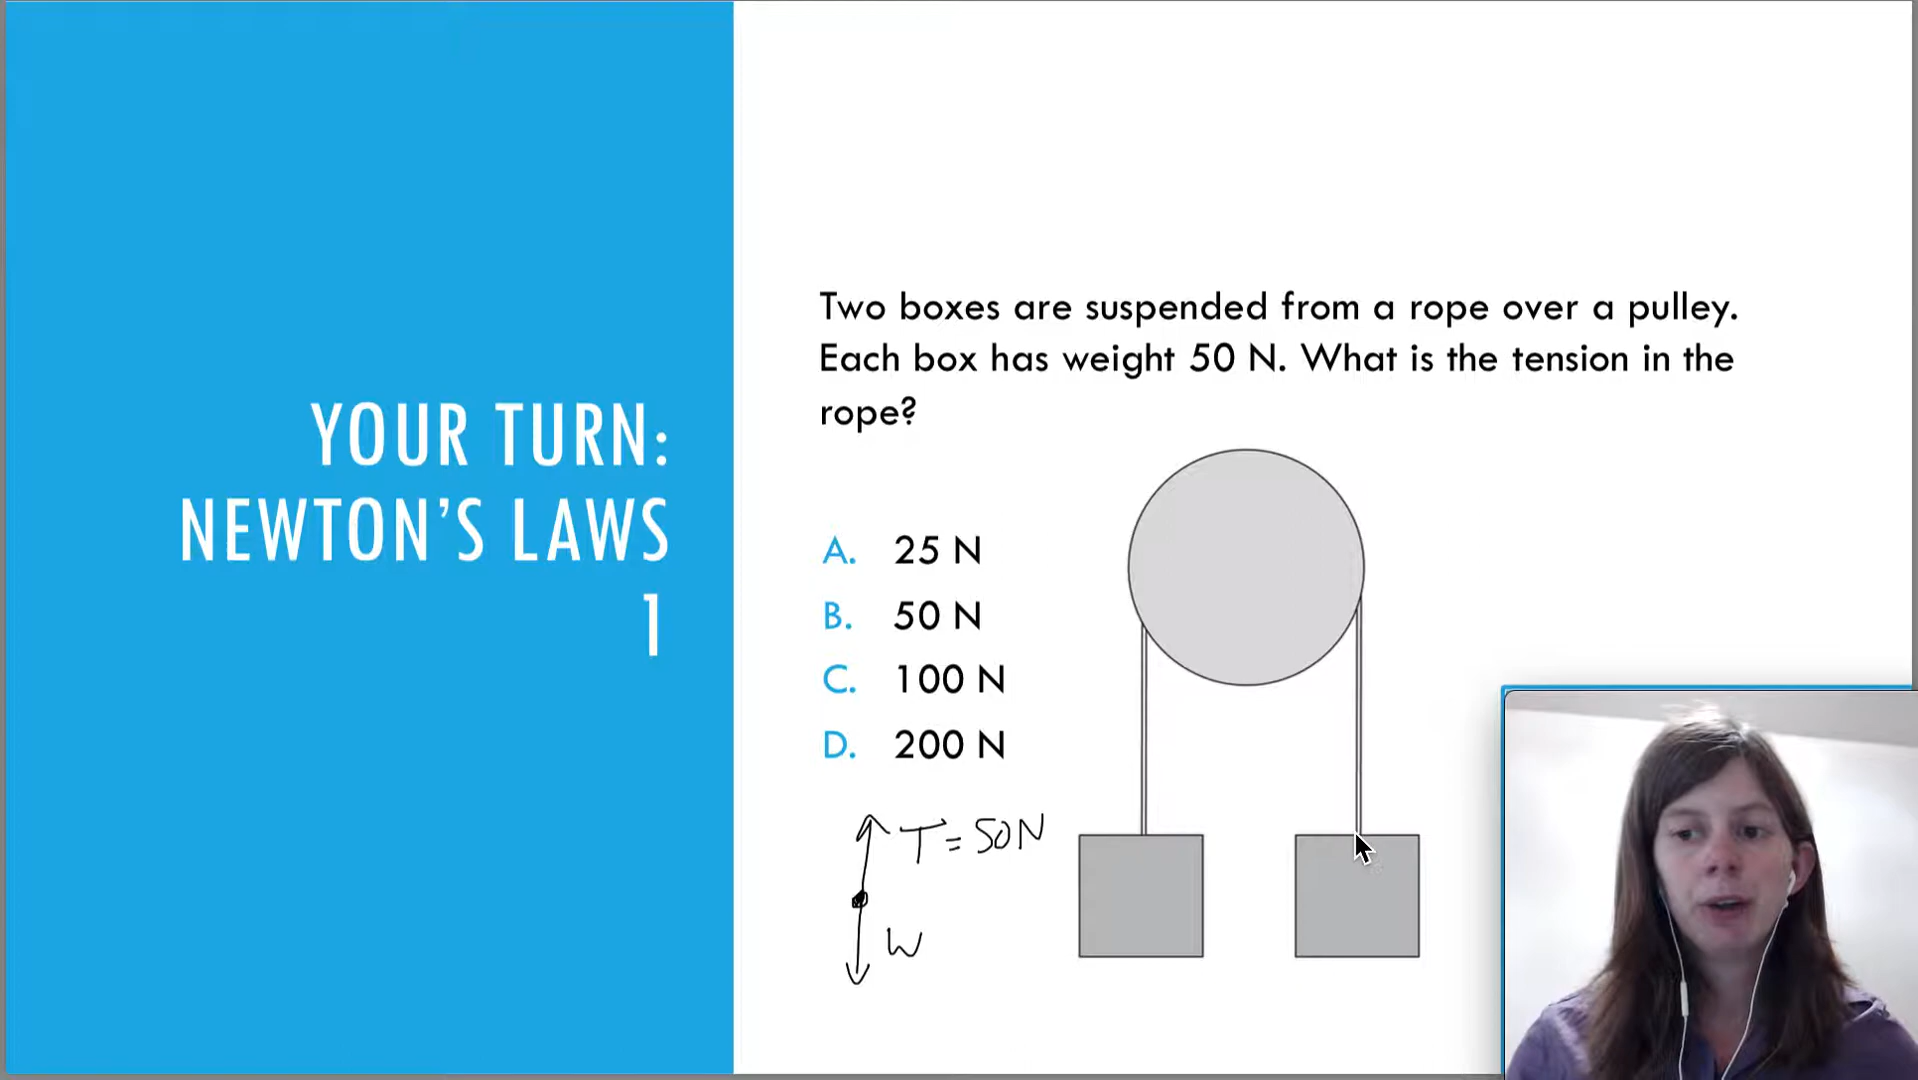 YOUR TURN:
NEWTON'S LAWS
1
Two boxes are suspended from a rope over a pulley.
Each box has weight 50 N. What is the tension in the
rope?
A. 25 N
B. 50 N
C. 100 N
D. 200 N
T = 50N
W